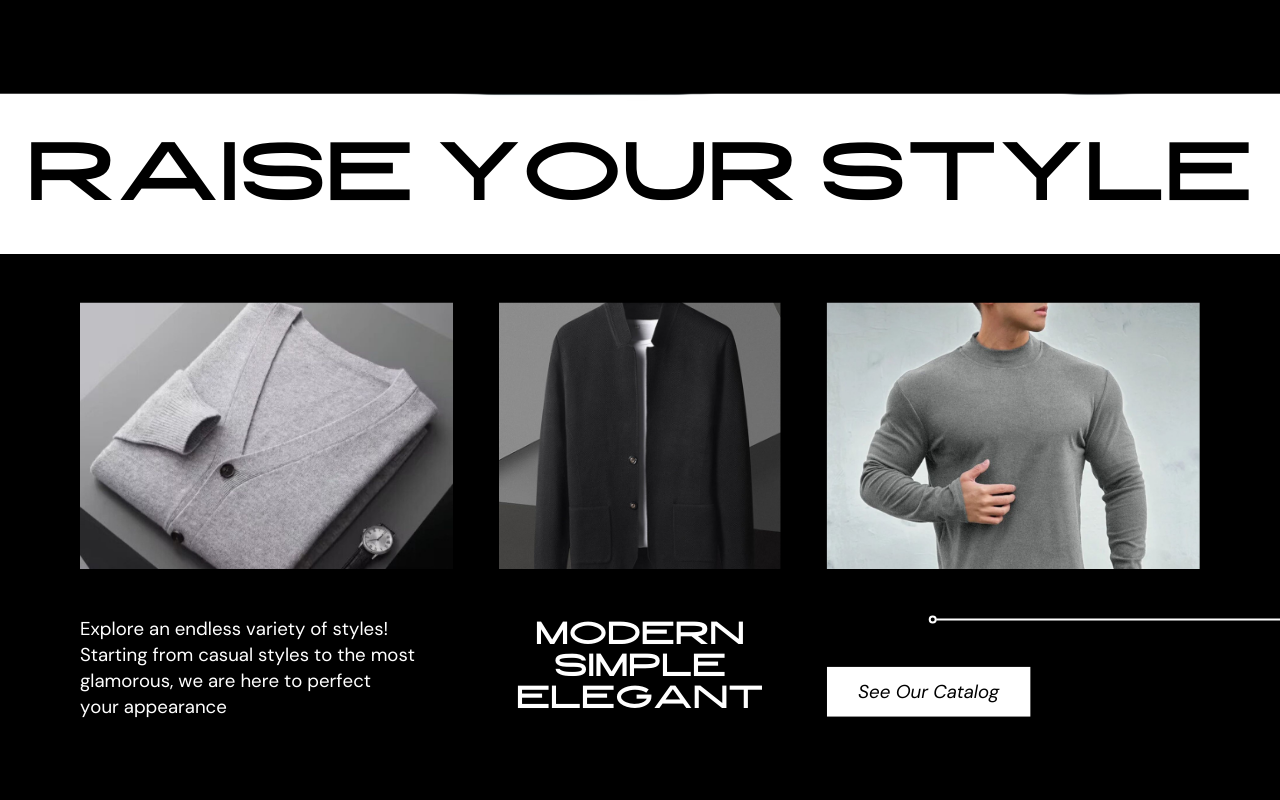 RAISE YOUR STYLE
Explore an endless variety of styles!
Starting from casual styles to the most
glamorous, we are here to perfect
your appearance
MODERN
SIMPLE
ELEGANT
See Our Catalog